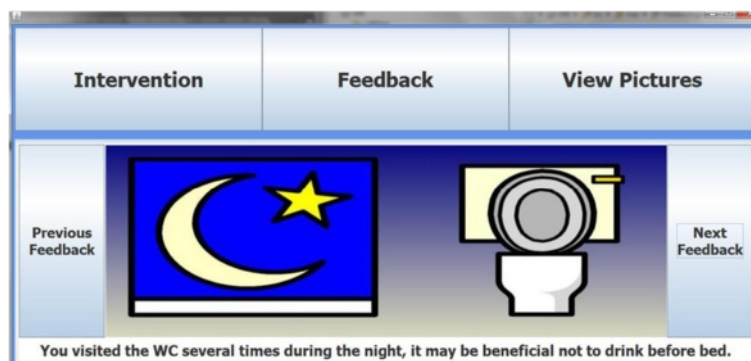 Intervention
Feedback
View Pictures
Previous
Feedback
Next
Feedback
You visited the WC several times during the night, it may be beneficial not to drink before bed.